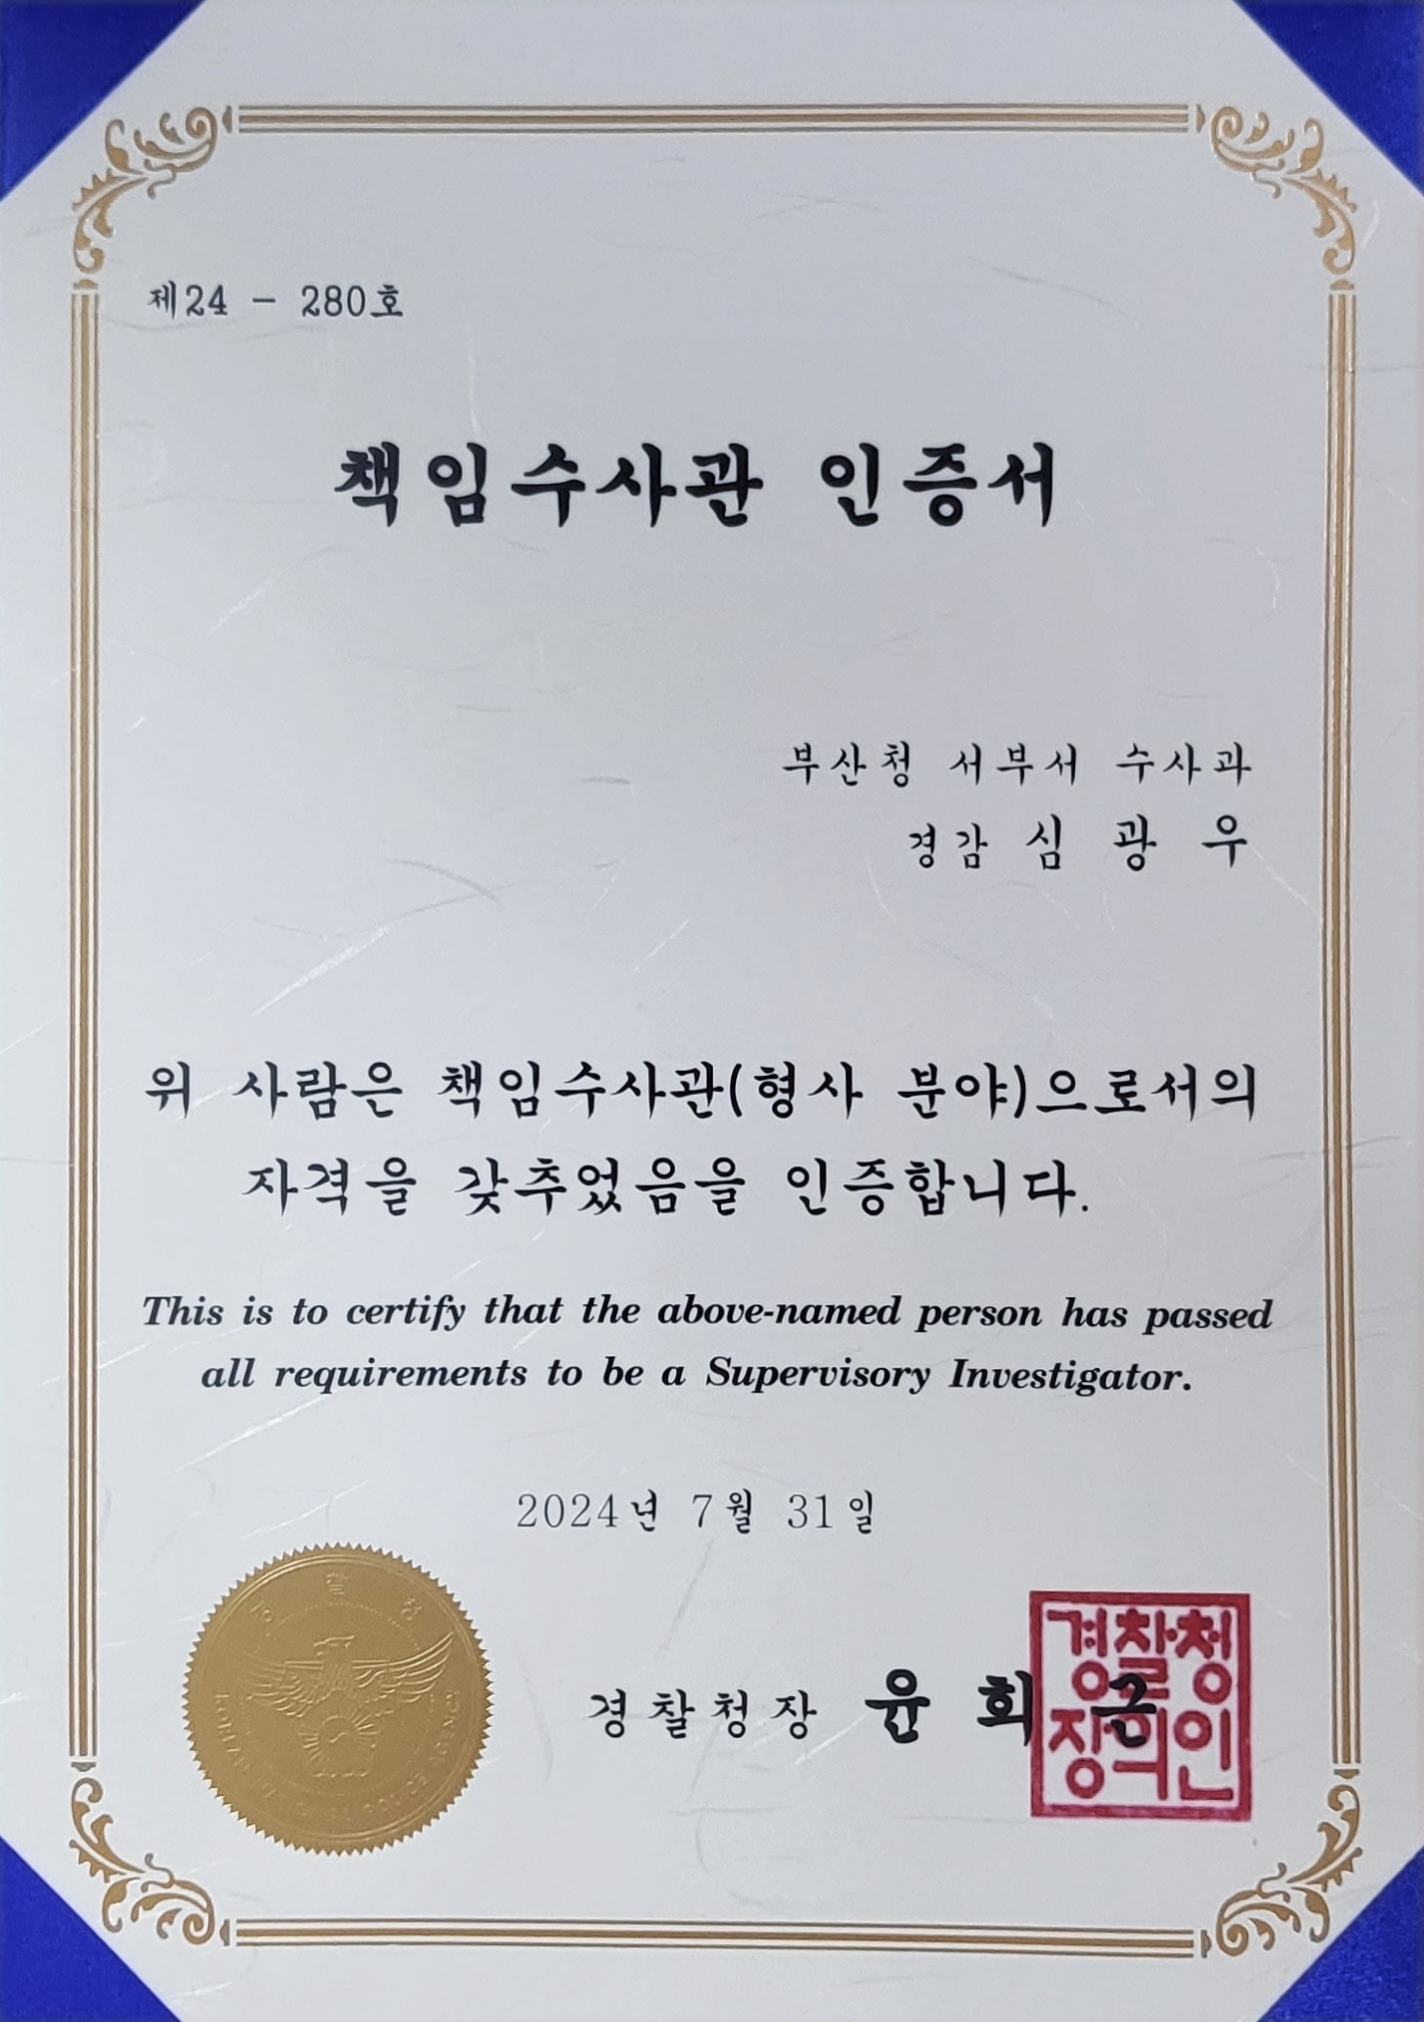 제24 - 280호
책임수사관 인증서
부산청 서부서 수사과
경감 심 광 우
위 사람은 책임수사관(형사 분야)으로서의
자격을 갖추었음을 인증합니다.
This is to certify that the above-named person has passed
all requirements to be a Supervisory Investigator.
2024년 7월 31일
경찰청장 윤 희 근
경찰청
장의인